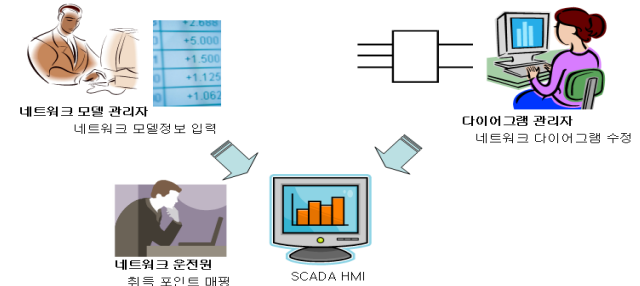 +2.688
+5.000
+1.500
+1.125
+1.062
네트워크 모델 관리자
네트워크 모델정보 입력
다이어그램 관리자
네트워크 다이어그램 수정
네트워크 운전원
취득 포인트 매핑
SCADA HMI